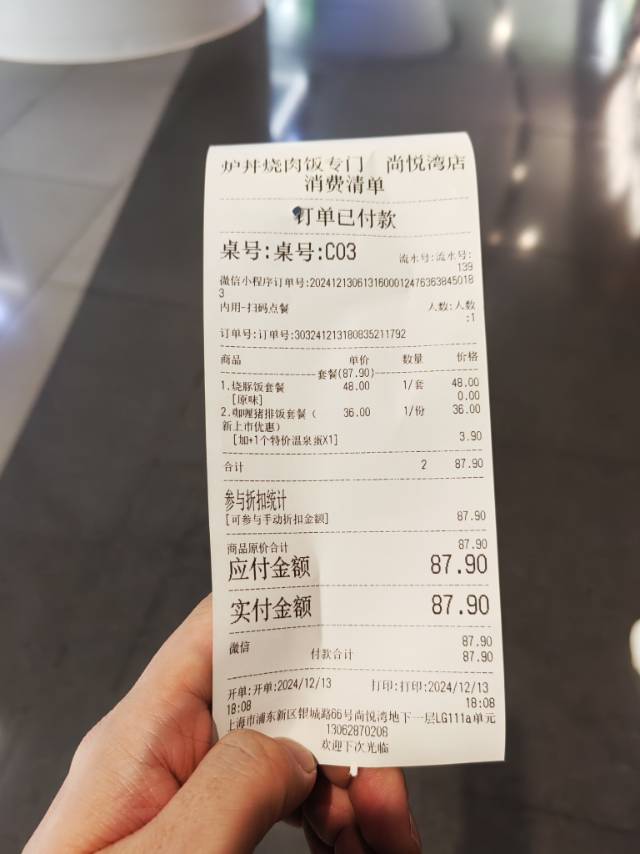 炉丼烧肉饭专门 尚悦湾店
消费清单
订单已付款
桌号:桌号:C03 流水号:流水号:
139
微信小程序订单号:2024121306131600012476363845018
3
内用-扫码点餐 人数:人数
:1
订单号:订单号:303241213180835211792
商品 单价 数量 价格
套餐(87.90)
1.烧豚饭套餐 48.00 1/套 48.00
[原味] 0.00
2.咖喱猪排饭套餐( 36.00 1/份 36.00
新上市优惠)
[加+1个特价温泉蛋X1] 3.90
合计 2 87.90
参与折扣统计
[可参与手动折扣金额] 87.90
商品原价合计 87.90
应付金额 87.90
实付金额 87.90
微信 87.90
付款合计 87.90
开单:开单:2024/12/13 打印:打印:2024/12/13
18:08 18:08
上海市浦东新区银城路66号尚悦湾地下一层LG111a单元
13062870208
欢迎下次光临